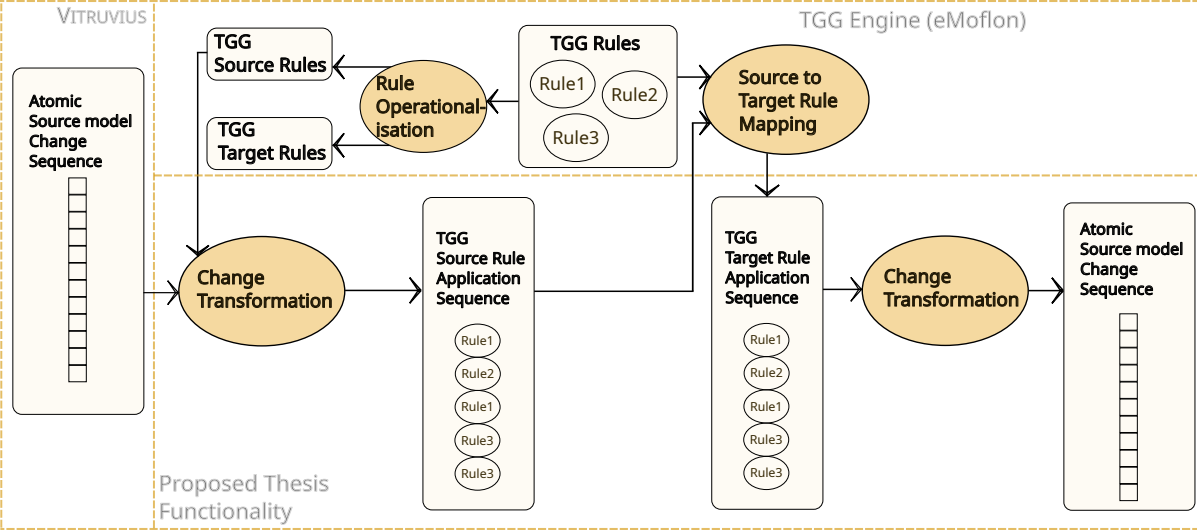 VITRUVIUS
TGG Engine (eMoflon)
Atomic
Source model
Change
Sequence
TGG
Source Rules
TGG
Target Rules
Rule
Operational-
isation
TGG Rules
Rule1
Rule2
Rule3
Source to
Target Rule
Mapping
Change
Transformation
TGG
Source Rule
Application
Sequence
Rule1
Rule2
Rule1
Rule3
Rule3
TGG
Target Rule
Application
Sequence
Rule1
Rule2
Rule1
Rule3
Rule3
Change
Transformation
Atomic
Source model
Change
Sequence
Proposed Thesis
Functionality